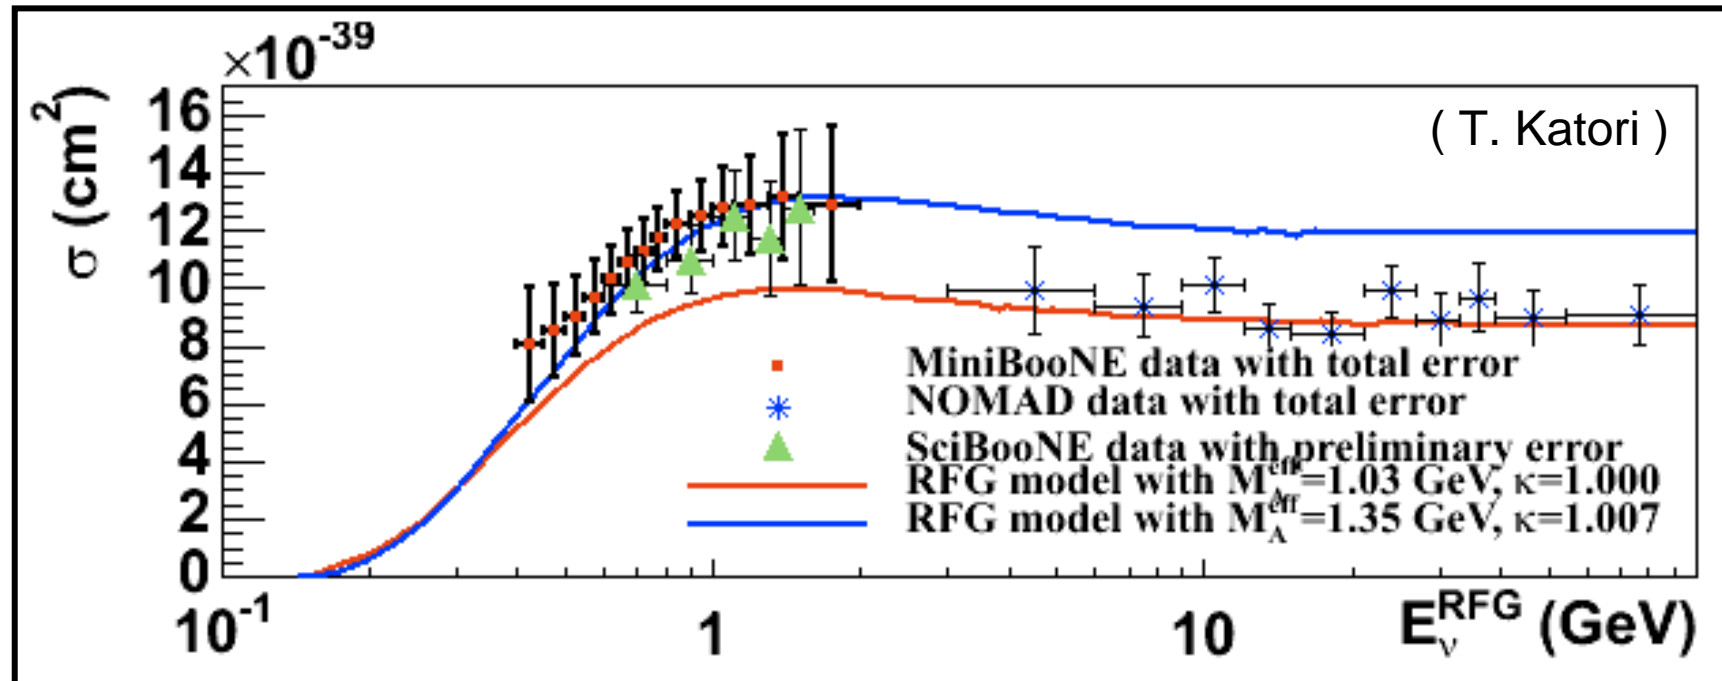 ×10^-39
( T. Katori )
σ (cm²)
16
14
12
10
8
6
4
2
0
MiniBooNE data with total error
NOMAD data with total error
SciBooNE data with preliminary error
RFG model with M_A^eff=1.03 GeV, κ=1.000
RFG model with M_A^eff=1.35 GeV, κ=1.007
10^-1 1 10 E_ν^RFG (GeV)